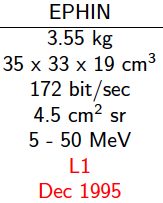 EPHIN
3.55 kg
35 x 33 x 19 cm³
172 bit/sec
4.5 cm² sr
5 - 50 MeV
L1
Dec 1995